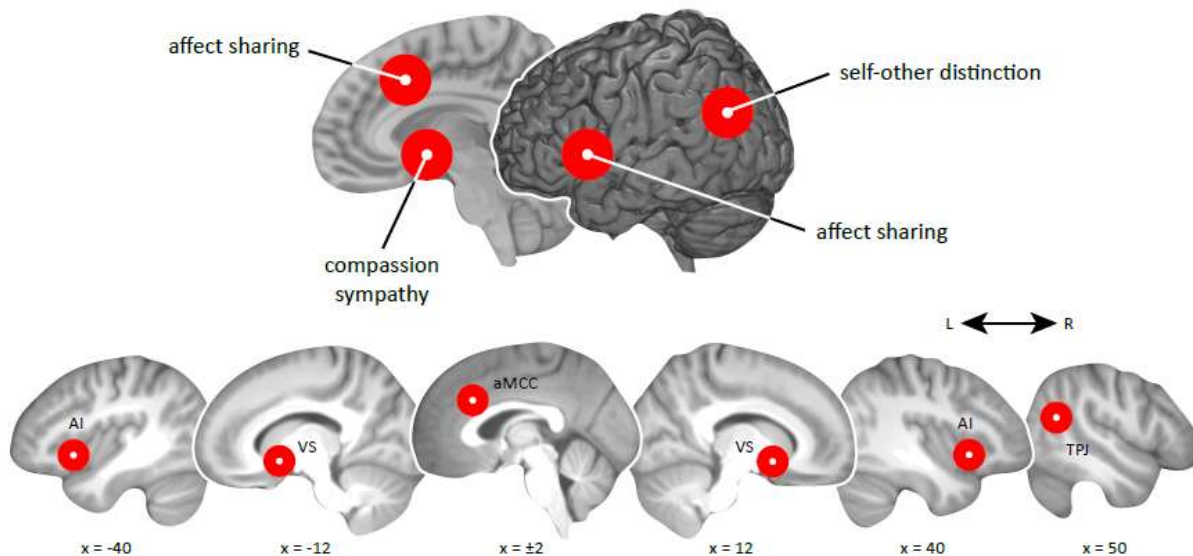 affect sharing
self-other distinction
affect sharing
compassion
sympathy
L R
aMCC
AI
VS
VS
AI
TPJ
x = -40
x = -12
x = ±2
x = 12
x = 40
x = 50